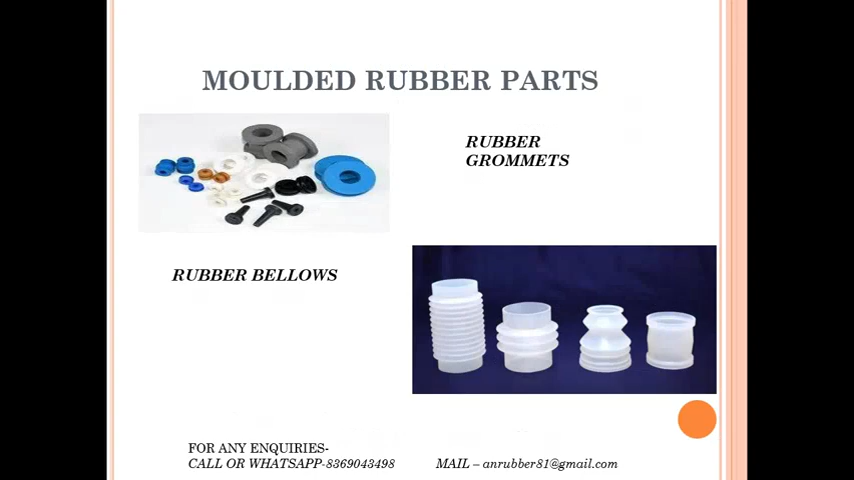 MOULDED RUBBER PARTS
RUBBER
GROMMETS
RUBBER BELLOWS
FOR ANY ENQUIRIES-
CALL OR WHATSAPP-8369043498
MAIL – anrubber81@gmail.com